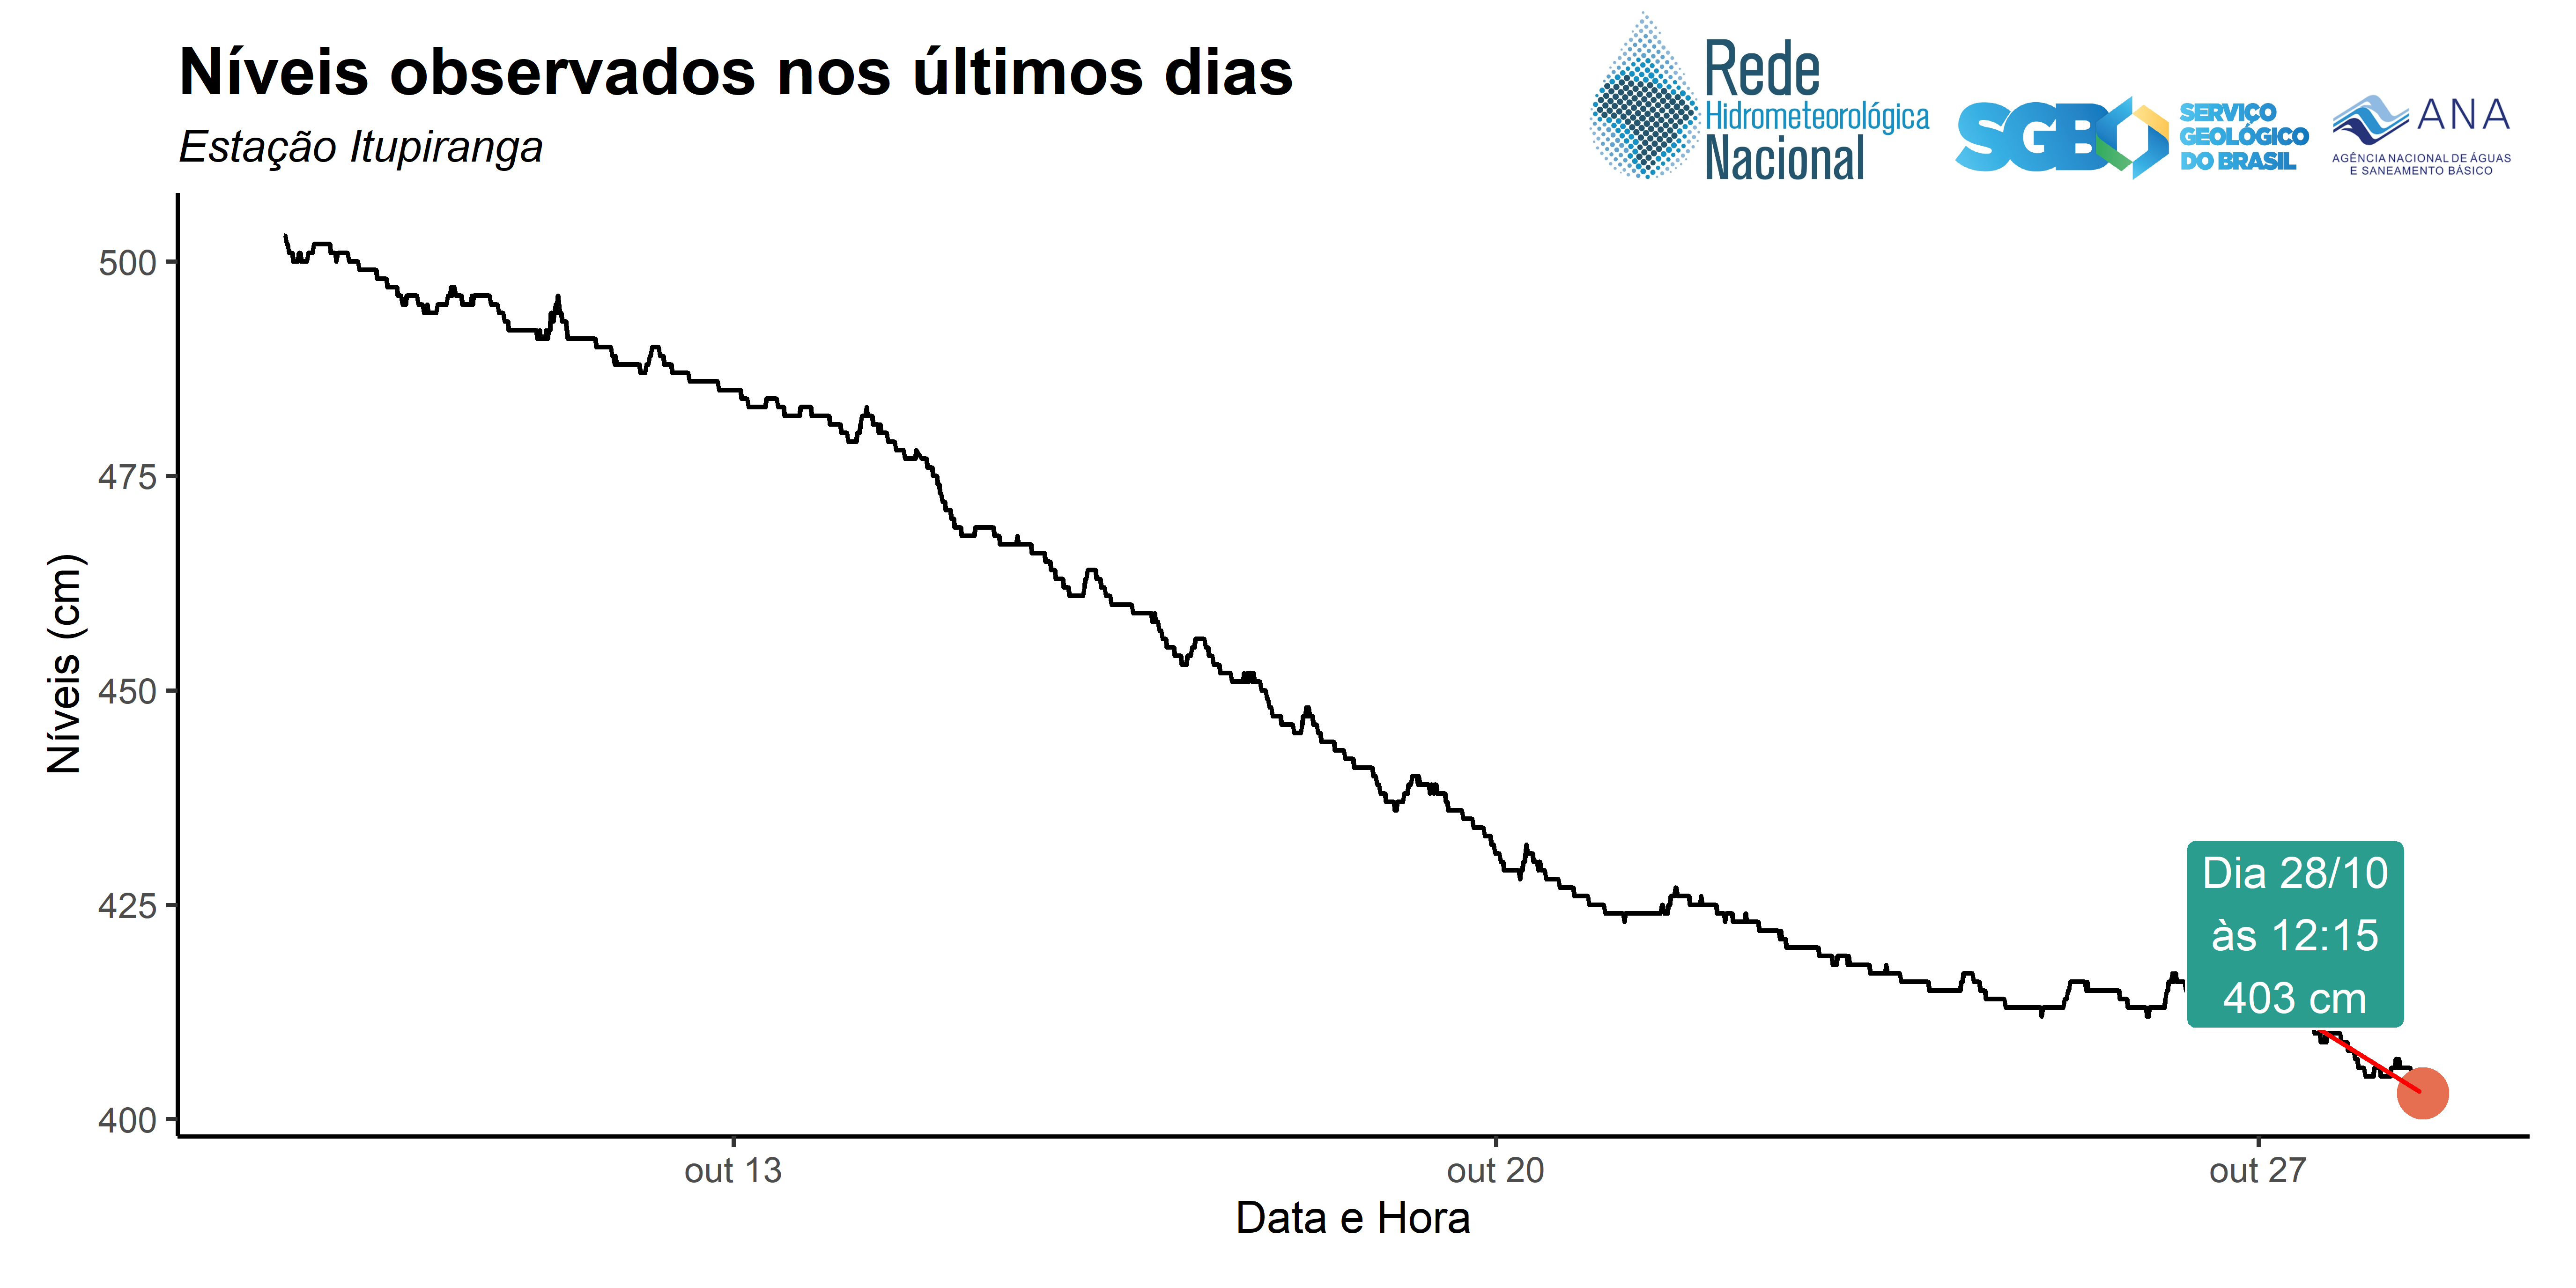 Níveis observados nos últimos dias
Estação Itupiranga
Rede
Hidrometeorológica
Nacional
SGB
SERVIÇO
GEOLÓGICO
DO BRASIL
ANA
AGÊNCIA NACIONAL DE ÁGUAS
E SANEAMENTO BÁSICO
Níveis (cm)
500
475
450
425
400
Dia 28/10
às 12:15
403 cm
out 13
out 20
out 27
Data e Hora